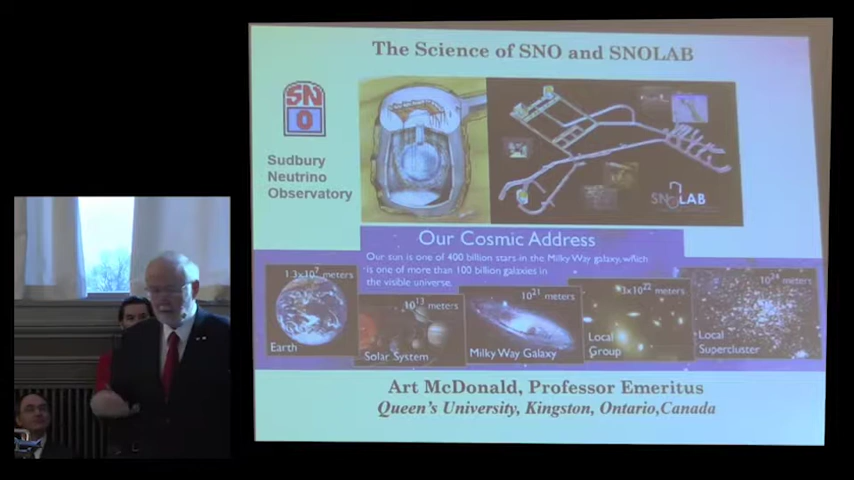 The Science of SNO and SNOLAB
SN
O
Sudbury
Neutrino
Observatory
SNOLAB
Our Cosmic Address
Our sun is one of 400 billion stars in the Milky Way galaxy, which
is one of more than 100 billion galaxies in
the visible universe.
1.3x10⁷ meters
Earth
10¹³ meters
Solar System
10²¹ meters
Milky Way Galaxy
3x10²² meters
Local
Group
10²⁴ meters
Local
Supercluster
Art McDonald, Professor Emeritus
Queen's University, Kingston, Ontario,Canada